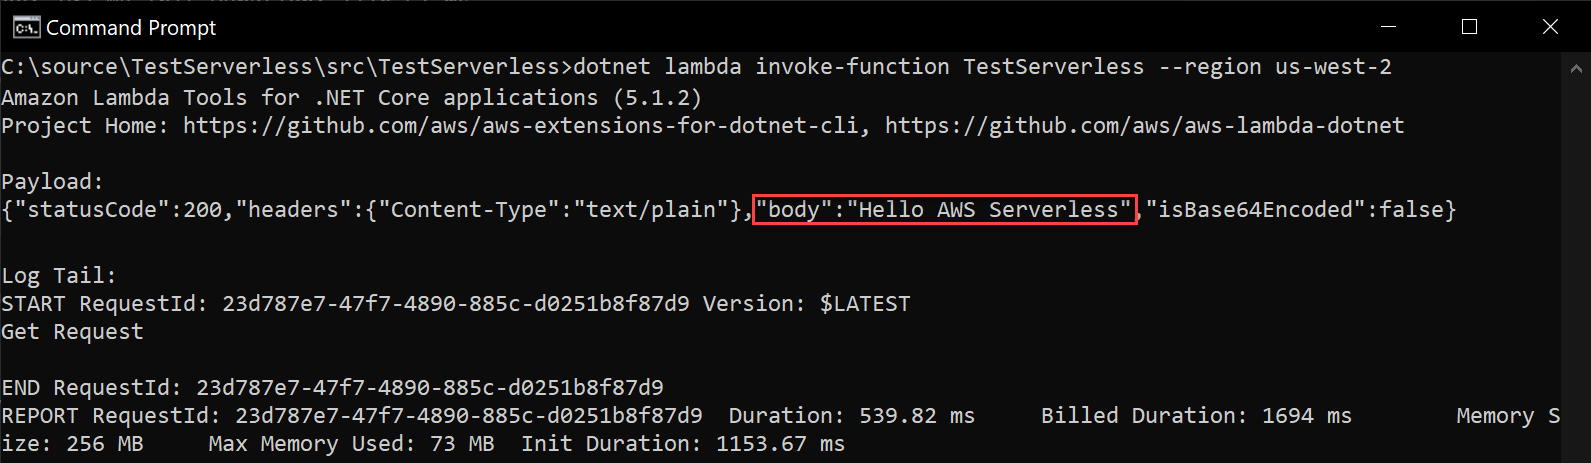 Command Prompt
C:\source\TestServerless\src\TestServerless>dotnet lambda invoke-function TestServerless --region us-west-2
Amazon Lambda Tools for .NET Core applications (5.1.2)
Project Home: https://github.com/aws/aws-extensions-for-dotnet-cli, https://github.com/aws/aws-lambda-dotnet
Payload:
{"statusCode":200,"headers":{"Content-Type":"text/plain"},"body":"Hello AWS Serverless","isBase64Encoded":false}
Log Tail:
START RequestId: 23d787e7-47f7-4890-885c-d0251b8f87d9 Version: $LATEST
Get Request
END RequestId: 23d787e7-47f7-4890-885c-d0251b8f87d9
REPORT RequestId: 23d787e7-47f7-4890-885c-d0251b8f87d9  Duration: 539.82 ms     Billed Duration: 1694 ms        Memory S
ize: 256 MB     Max Memory Used: 73 MB  Init Duration: 1153.67 ms